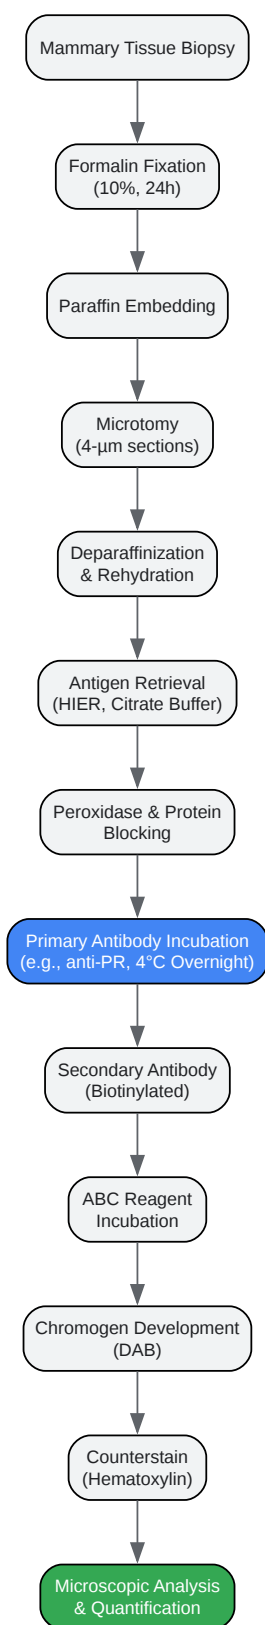 Mammary Tissue Biopsy
Formalin Fixation
(10%, 24h)
Paraffin Embedding
Microtomy
(4-µm sections)
Deparaffinization
& Rehydration
Antigen Retrieval
(HIER, Citrate Buffer)
Peroxidase & Protein
Blocking
Primary Antibody Incubation
(e.g., anti-PR, 4°C Overnight)
Secondary Antibody
(Biotinylated)
ABC Reagent
Incubation
Chromogen Development
(DAB)
Counterstain
(Hematoxylin)
Microscopic Analysis
& Quantification